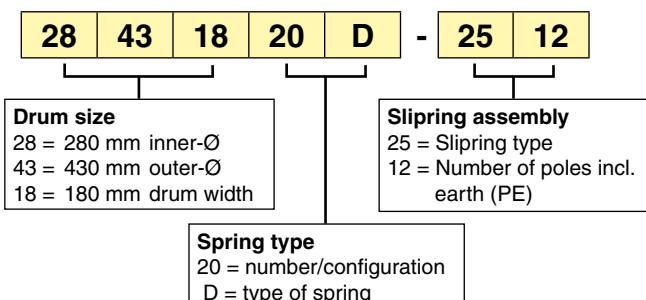 28 43 18 20 D - 25 12
Drum size
28 = 280 mm inner-Ø
43 = 430 mm outer-Ø
18 = 180 mm drum width
Slipring assembly
25 = Slipring type
12 = Number of poles incl.
earth (PE)
Spring type
20 = number/configuration
D = type of spring